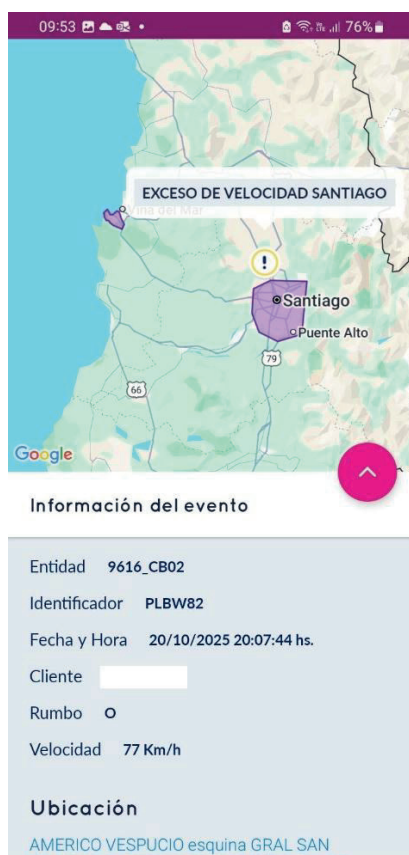 09:53
76%
EXCESO DE VELOCIDAD SANTIAGO
Viña del Mar
Santiago
Puente Alto
79
66
Google
Información del evento
Entidad 9616_CB02
Identificador PLBW82
Fecha y Hora 20/10/2025 20:07:44 hs.
Cliente
Rumbo O
Velocidad 77 Km/h
Ubicación
AMERICO VESPUCIO esquina GRAL SAN